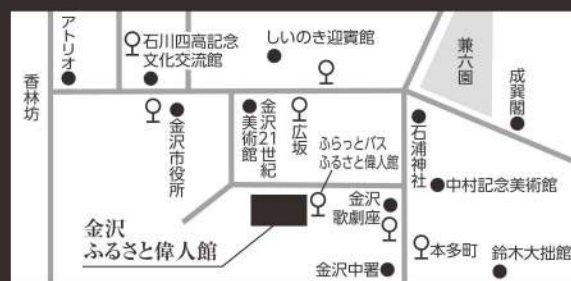 アトリオ
石川四高記念
文化交流館
しいのき迎賓館
兼六園
成巽閣
香林坊
金沢市役所
金沢21世紀
美術館
広坂
ふらっとバス
ふるさと偉人館
石浦神社
中村記念美術館
金沢
歌劇座
金沢
ふるさと偉人館
本多町
鈴木大拙館
金沢中署